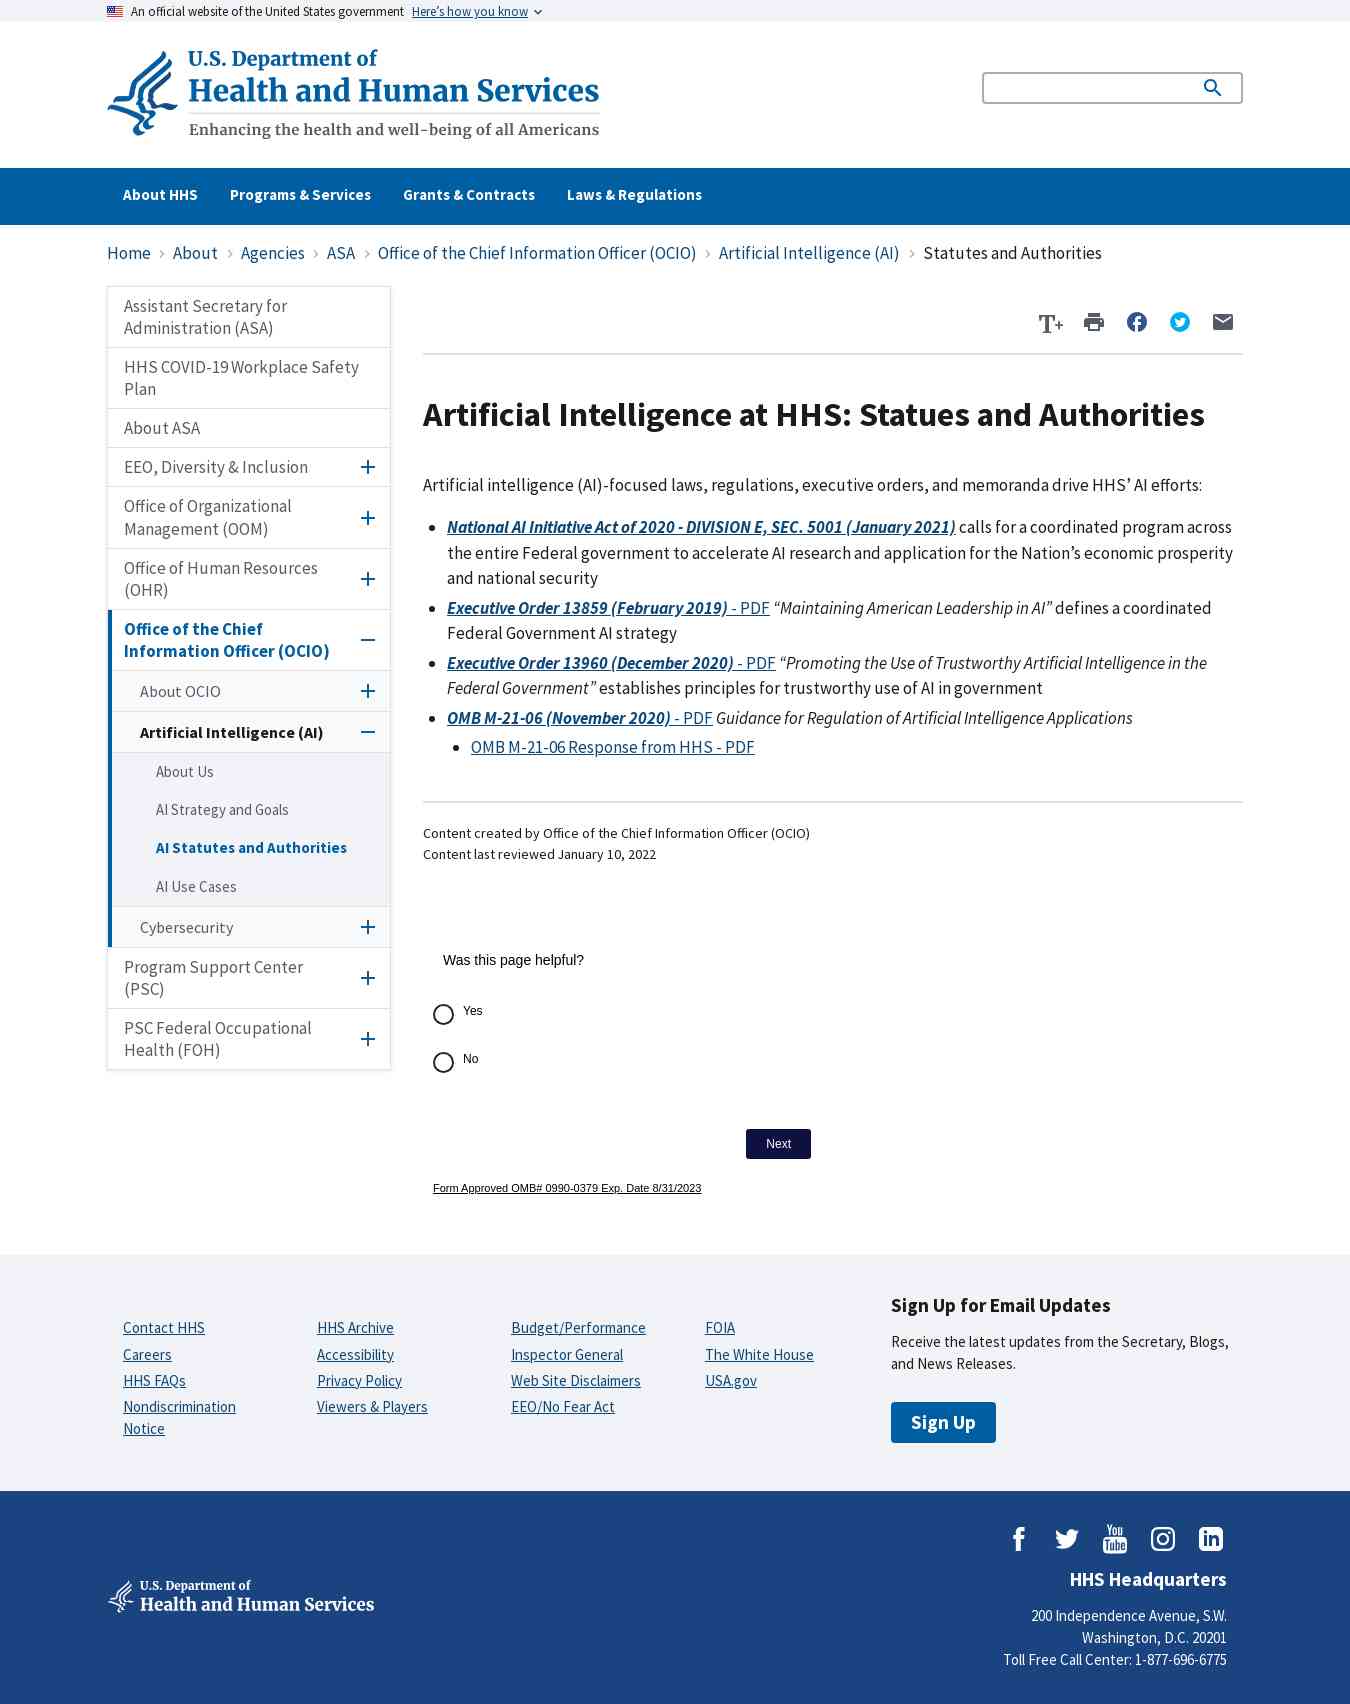 An official website of the United States government Here’s how you know
U.S. Department of
Health and Human Services
Enhancing the health and well-being of all Americans
About HHS Programs & Services Grants & Contracts Laws & Regulations
Home › About › Agencies › ASA › Office of the Chief Information Officer (OCIO) › Artificial Intelligence (AI) › Statutes and Authorities
Assistant Secretary for
Administration (ASA)
HHS COVID-19 Workplace Safety
Plan
About ASA
EEO, Diversity & Inclusion
Office of Organizational
Management (OOM)
Office of Human Resources
(OHR)
Office of the Chief
Information Officer (OCIO)
About OCIO
Artificial Intelligence (AI)
About Us
AI Strategy and Goals
AI Statutes and Authorities
AI Use Cases
Cybersecurity
Program Support Center
(PSC)
PSC Federal Occupational
Health (FOH)
T+
Artificial Intelligence at HHS: Statues and Authorities
Artificial intelligence (AI)-focused laws, regulations, executive orders, and memoranda drive HHS’ AI efforts:
• National AI Initiative Act of 2020 - DIVISION E, SEC. 5001 (January 2021) calls for a coordinated program across
the entire Federal government to accelerate AI research and application for the Nation’s economic prosperity
and national security
• Executive Order 13859 (February 2019) - PDF “Maintaining American Leadership in AI” defines a coordinated
Federal Government AI strategy
• Executive Order 13960 (December 2020) - PDF “Promoting the Use of Trustworthy Artificial Intelligence in the
Federal Government” establishes principles for trustworthy use of AI in government
• OMB M-21-06 (November 2020) - PDF Guidance for Regulation of Artificial Intelligence Applications
• OMB M-21-06 Response from HHS - PDF
Content created by Office of the Chief Information Officer (OCIO)
Content last reviewed January 10, 2022
Was this page helpful?
Yes
No
Next
Form Approved OMB# 0990-0379 Exp. Date 8/31/2023
Contact HHS
Careers
HHS FAQs
Nondiscrimination
Notice
HHS Archive
Accessibility
Privacy Policy
Viewers & Players
Budget/Performance
Inspector General
Web Site Disclaimers
EEO/No Fear Act
FOIA
The White House
USA.gov
Sign Up for Email Updates
Receive the latest updates from the Secretary, Blogs,
and News Releases.
Sign Up
You
Tube
U.S. Department of
Health and Human Services
HHS Headquarters
200 Independence Avenue, S.W.
Washington, D.C. 20201
Toll Free Call Center: 1-877-696-6775